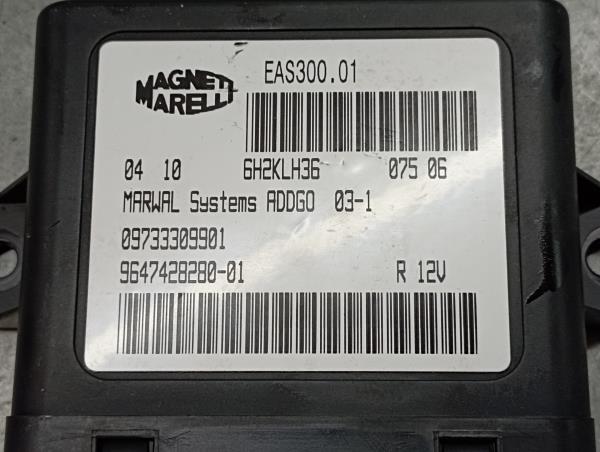 MAGNETI
MARELLI
EAS300.01
04 10 6H2KLH36 075 06
MARWAL Systems ADDGO 03-1
09733309901
9647428280-01 R 12V